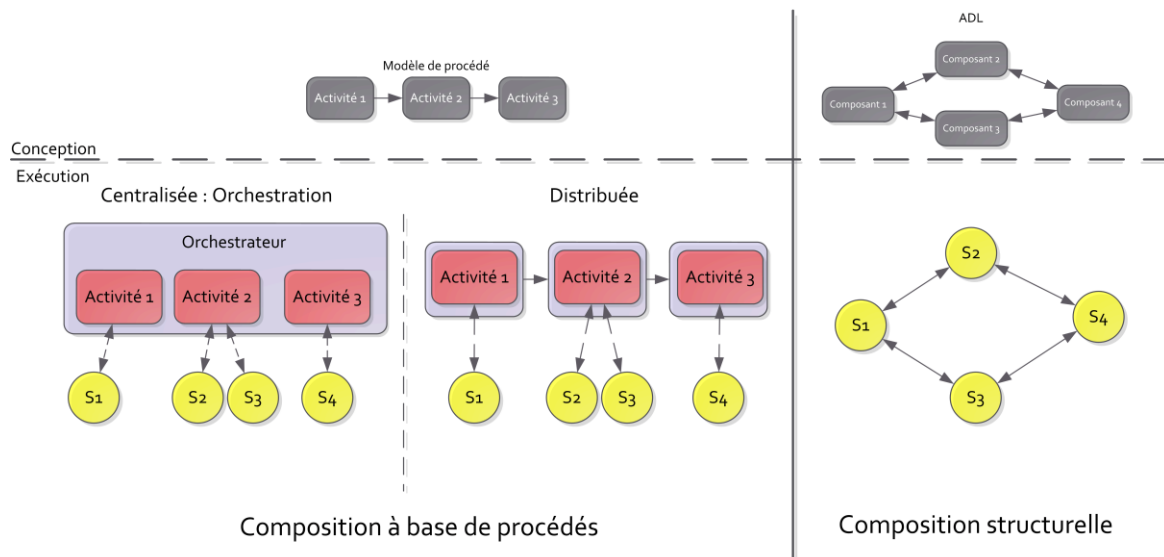 ADL
Modèle de procédé
Activité 1
Activité 2
Activité 3
Composant 1
Composant 2
Composant 3
Composant 4
Conception
Exécution
Centralisée : Orchestration
Orchestrateur
Activité 1
Activité 2
Activité 3
S1
S2
S3
S4
Distribuée
Activité 1
Activité 2
Activité 3
S1
S2
S3
S4
S2
S1
S4
S3
Composition à base de procédés
Composition structurelle